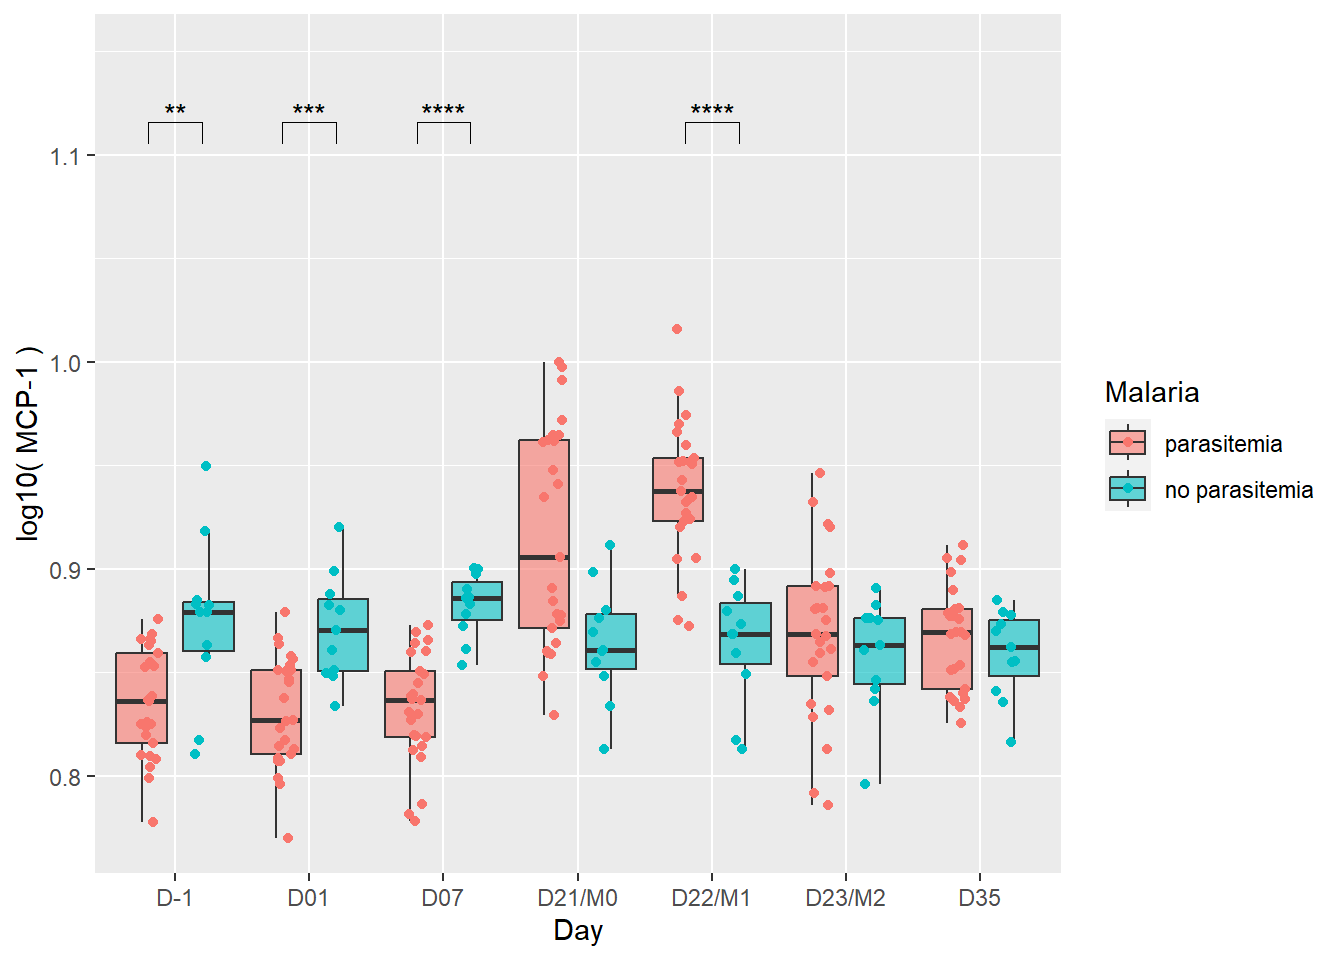 ** *** **** ****
1.1
1.0
0.9
0.8
log10( MCP-1 )
D-1 D01 D07 D21/M0 D22/M1 D23/M2 D35
Day
Malaria
parasitemia
no parasitemia